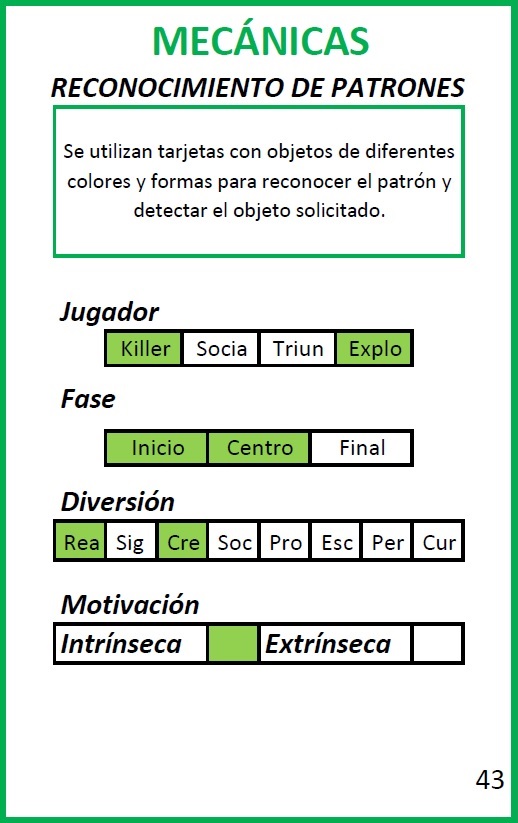 MECÁNICAS
RECONOCIMIENTO DE PATRONES
Se utilizan tarjetas con objetos de diferentes
colores y formas para reconocer el patrón y
detectar el objeto solicitado.
Jugador
Killer Socia Triun Explo
Fase
Inicio Centro Final
Diversión
Rea Sig Cre Soc Pro Esc Per Cur
Motivación
Intrínseca Extrínseca
43